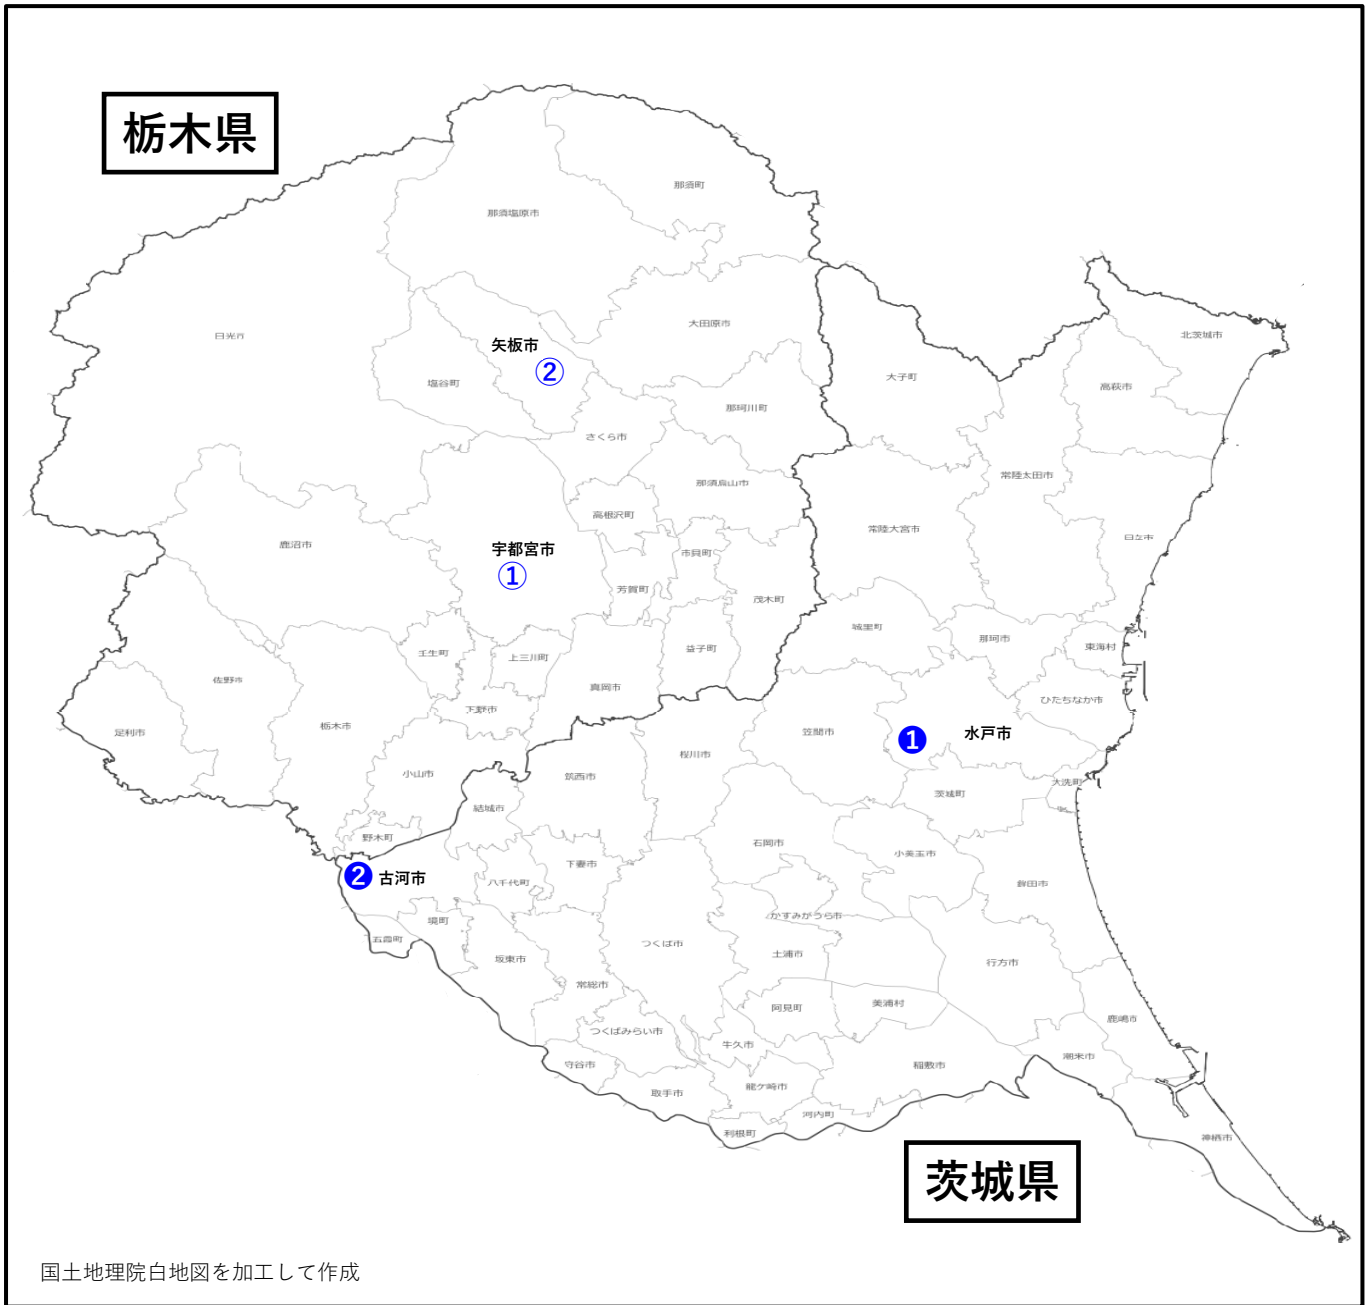 栃木県
那須町
那須塩原市
大田原市
北茨城市
日光市
矢板市
②
塩谷町
大子町
高萩市
那珂川町
さくら市
常陸太田市
那須烏山市
高根沢町
常陸大宮市
日立市
鹿沼市
宇都宮市
①
市貝町
芳賀町
茂木町
城里町
那珂市
東海村
壬生町
上三川町
益子町
佐野市
真岡市
ひたちなか市
下野市
栃木市
足利市
笠間市
❶
水戸市
桜川市
小山市
筑西市
大洗町
茨城町
結城市
野木町
石岡市
小美玉市
下妻市
❷
古河市
八千代町
鉾田市
かすみがうら市
境町
五霞町
つくば市
土浦市
坂東市
行方市
常総市
阿見町
美浦村
鹿嶋市
つくばみらい市
牛久市
潮来市
守谷市
稲敷市
取手市
龍ケ崎市
河内町
利根町
神栖市
茨城県
国土地理院白地図を加工して作成